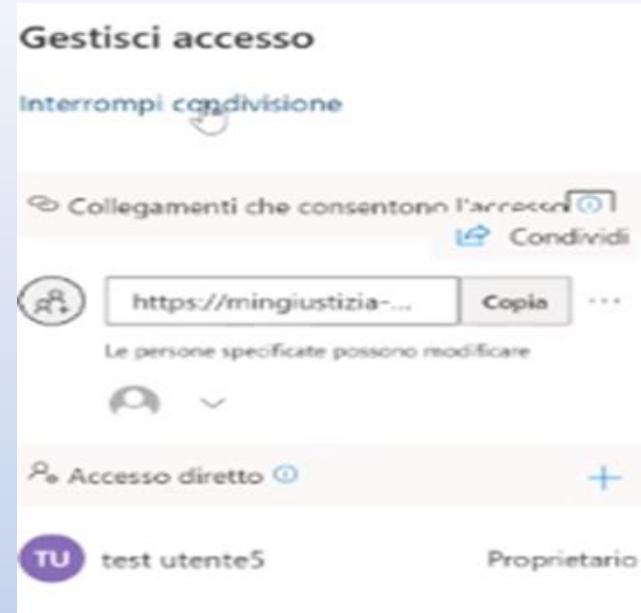 Gestisci accesso
Interrompi condivisione
Collegamenti che consentono l'accesso
Condividi
https://mingiustizia-... Copia ...
Le persone specificate possono modificare
Accesso diretto
TU test utente5 Proprietario